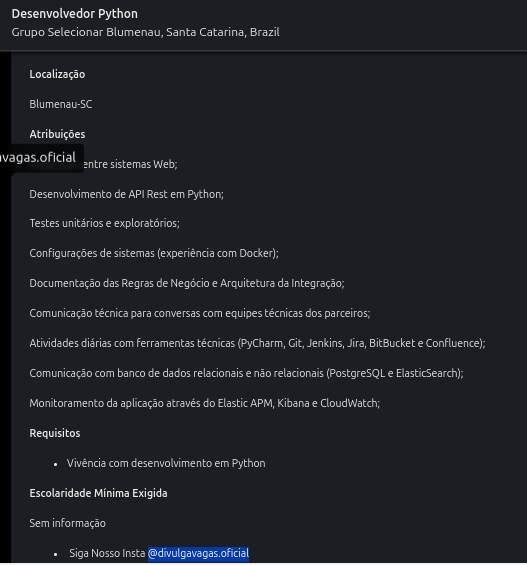 Desenvolvedor Python
Grupo Selecionar Blumenau, Santa Catarina, Brazil
Localização
Blumenau-SC
Atribuições
avagas.oficial
entre sistemas Web;
Desenvolvimento de API Rest em Python;
Testes unitários e exploratórios;
Configurações de sistemas (experiência com Docker);
Documentação das Regras de Negócio e Arquitetura da Integração;
Comunicação técnica para conversas com equipes técnicas dos parceiros;
Atividades diárias com ferramentas técnicas (PyCharm, Git, Jenkins, Jira, BitBucket e Confluence);
Comunicação com banco de dados relacionais e não relacionais (PostgreSQL e ElasticSearch);
Monitoramento da aplicação através do Elastic APM, Kibana e CloudWatch;
Requisitos
• Vivência com desenvolvimento em Python
Escolaridade Mínima Exigida
Sem informação
• Siga Nosso Insta @divulgavagas.oficial